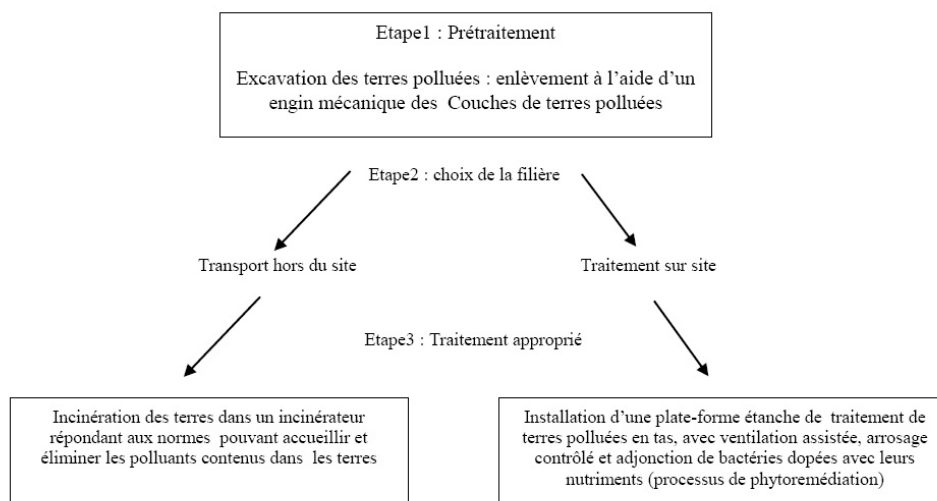 Etape1 : Prétraitement
Excavation des terres polluées : enlèvement à l’aide d’un
engin mécanique des Couches de terres polluées
Etape2 : choix de la filière
Transport hors du site
Traitement sur site
Etape3 : Traitement approprié
Incinération des terres dans un incinérateur
répondant aux normes pouvant accueillir et
éliminer les polluants contenus dans les terres
Installation d’une plate-forme étanche de traitement de
terres polluées en tas, avec ventilation assistée, arrosage
contrôlé et adjonction de bactéries dopées avec leurs
nutriments (processus de phytoremédiation)